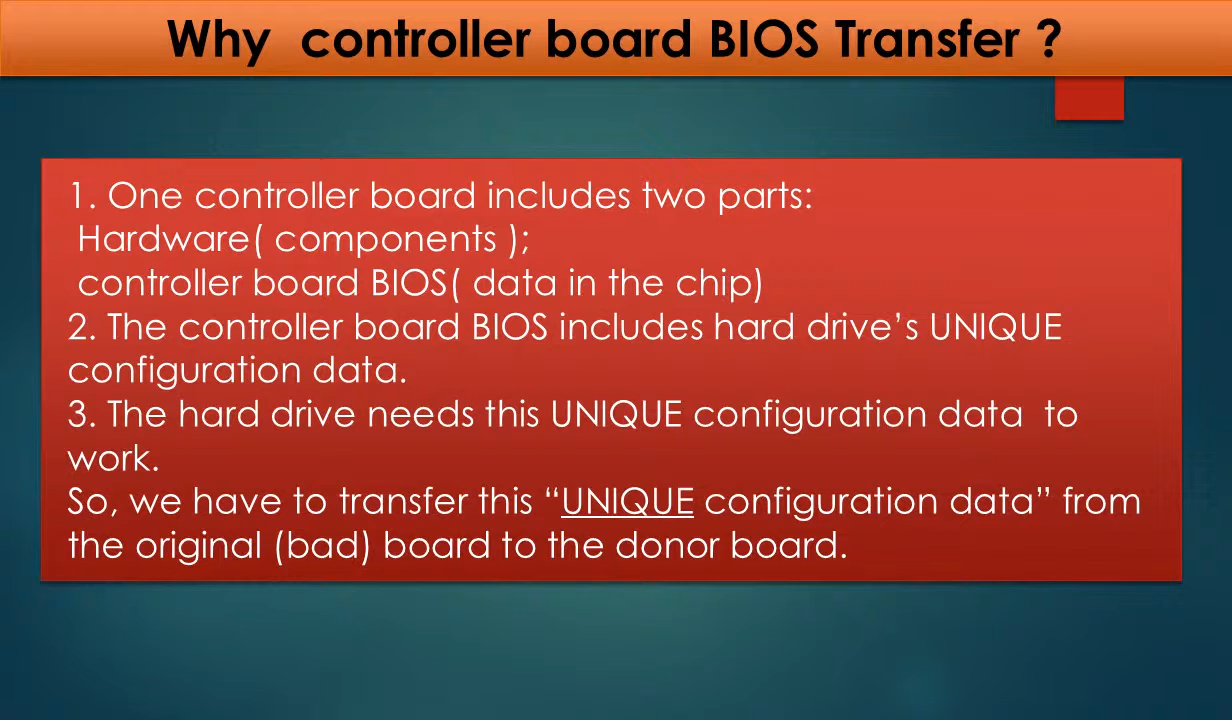 Why  controller board BIOS Transfer ?
1. One controller board includes two parts:
Hardware( components );
controller board BIOS( data in the chip)
2. The controller board BIOS includes hard drive’s UNIQUE
configuration data.
3. The hard drive needs this UNIQUE configuration data  to
work.
So, we have to transfer this “UNIQUE configuration data” from
the original (bad) board to the donor board.